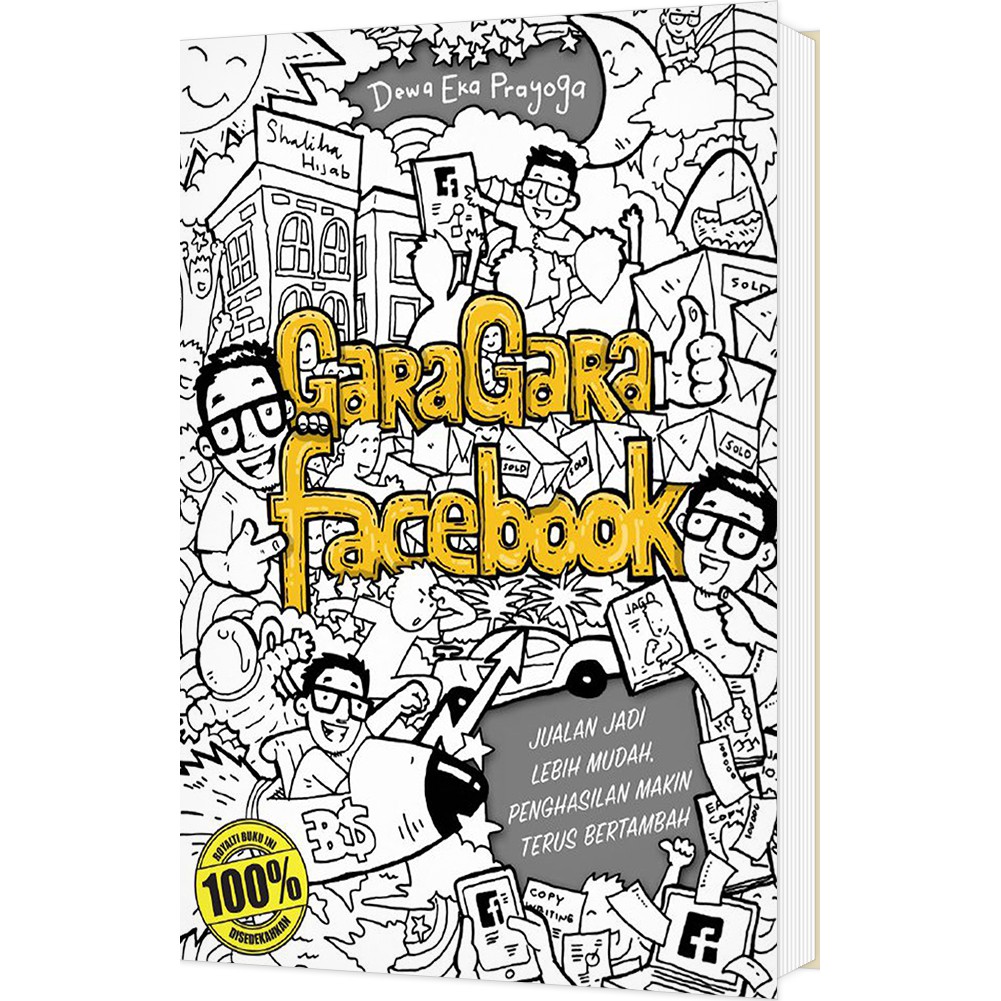 Dewa Eka Prayoga
Shaliha
Hijab
SOLD
GaraGara
facebook
SOLD
SOLD
SOLD
JAGO
JUALAN JADI
LEBIH MUDAH,
PENGHASILAN MAKIN
TERUS BERTAMBAH
B$
ROYALTI BUKU INI
100%
DISEDEKAHKAN
COPY
WRITING